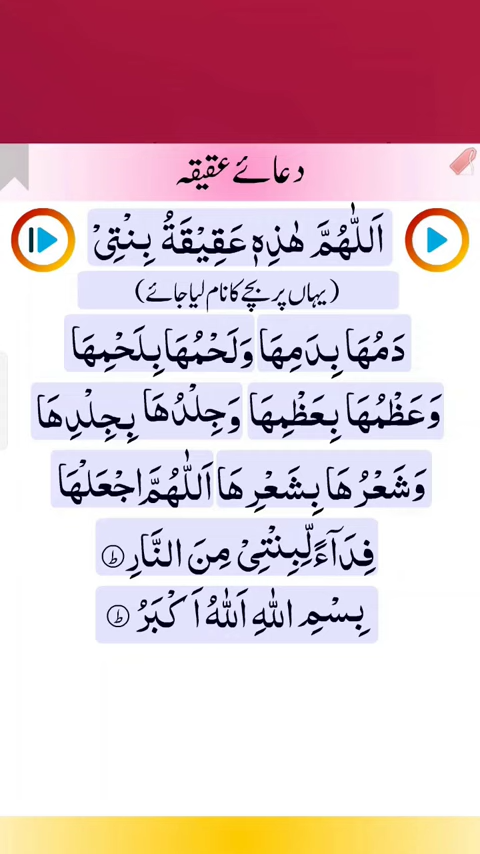 دعائے عقیقہ
اَللّٰهُمَّ هٰذِهٖ عَقِيْقَةُ بِنْتِيْ
(یہاں پر بچے کا نام لیا جائے)
دَمُهَا بِدَمِهَا وَلَحْمُهَا بِلَحْمِهَا
وَعَظْمُهَا بِعَظْمِهَا وَجِلْدُهَا بِجِلْدِهَا
وَشَعْرُهَا بِشَعْرِهَا اَللّٰهُمَّ اجْعَلْهَا
فِدَآءً لِّبِنْتِيْ مِنَ النَّارِ ؕ
بِسْمِ اللّٰهِ اَللّٰهُ اَكْبَرُ ؕ